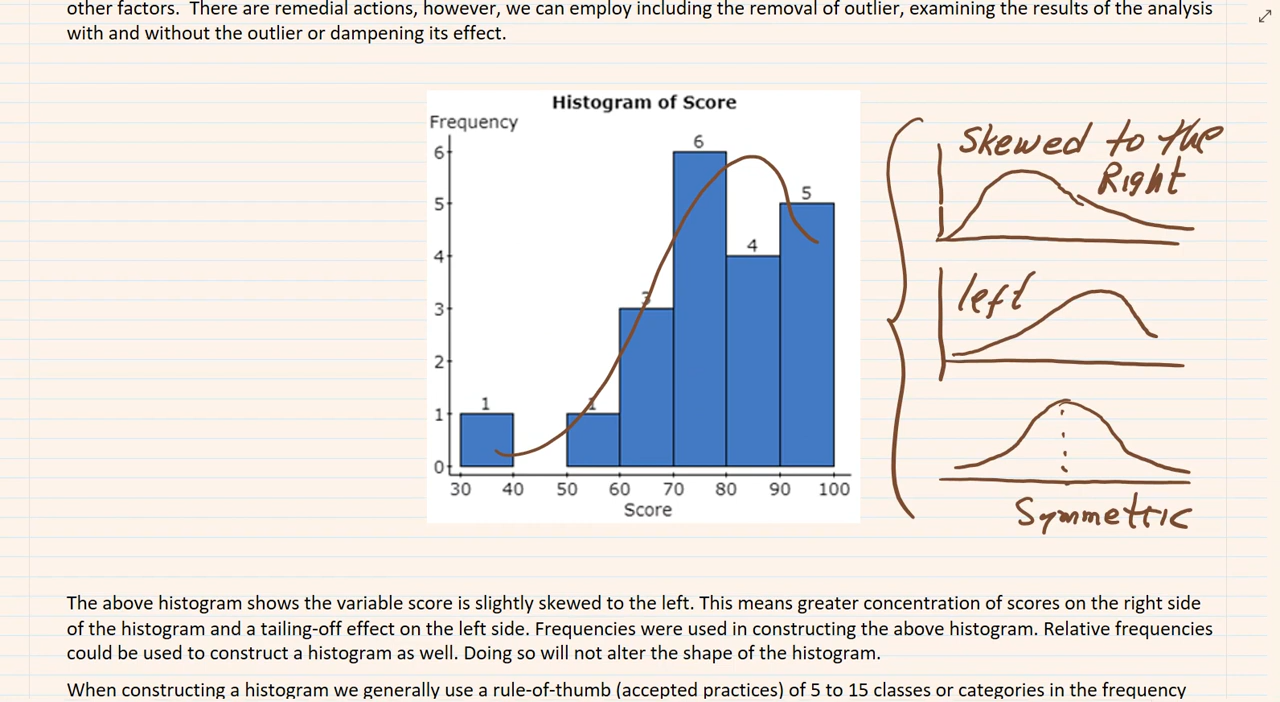 other factors.  There are remedial actions, however, we can employ including the removal of outlier, examining the results of the analysis
with and without the outlier or dampening its effect.
Histogram of Score
Frequency
6
5
4
3
2
1
0
1
1
3
6
4
5
30 40 50 60 70 80 90 100
Score
Skewed to the
Right
left
Symmetric
The above histogram shows the variable score is slightly skewed to the left. This means greater concentration of scores on the right side
of the histogram and a tailing-off effect on the left side. Frequencies were used in constructing the above histogram. Relative frequencies
could be used to construct a histogram as well. Doing so will not alter the shape of the histogram.
When constructing a histogram we generally use a rule-of-thumb (accepted practices) of 5 to 15 classes or categories in the frequency